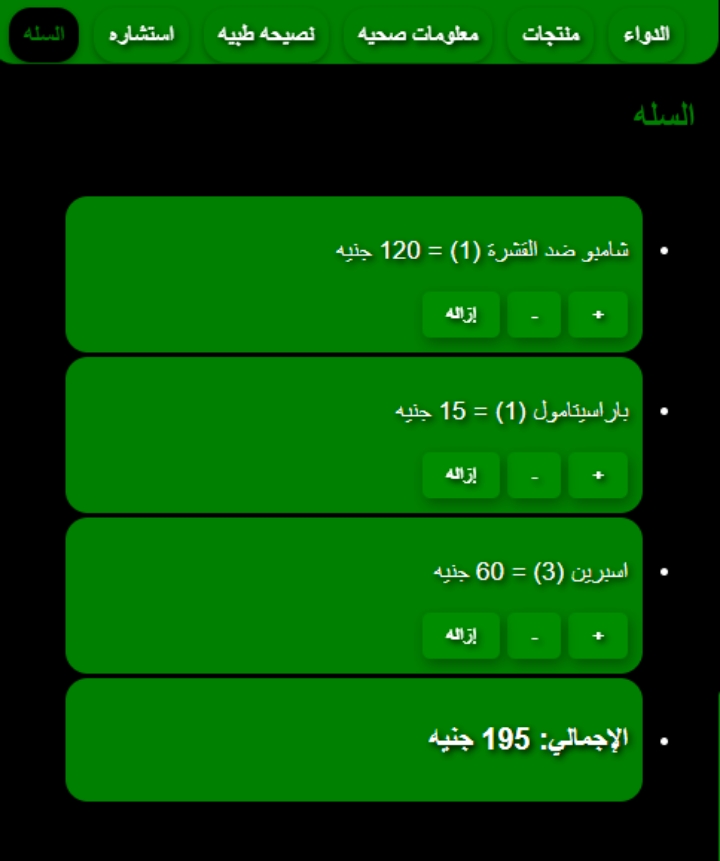 الدواء منتجات معلومات صحيه نصيحه طبيه استشاره السله
السله
شامبو ضد القشرة (1) = 120 جنيه
+ - إزاله
باراسيتامول (1) = 15 جنيه
+ - إزاله
اسبرين (3) = 60 جنيه
+ - إزاله
الإجمالي: 195 جنيه